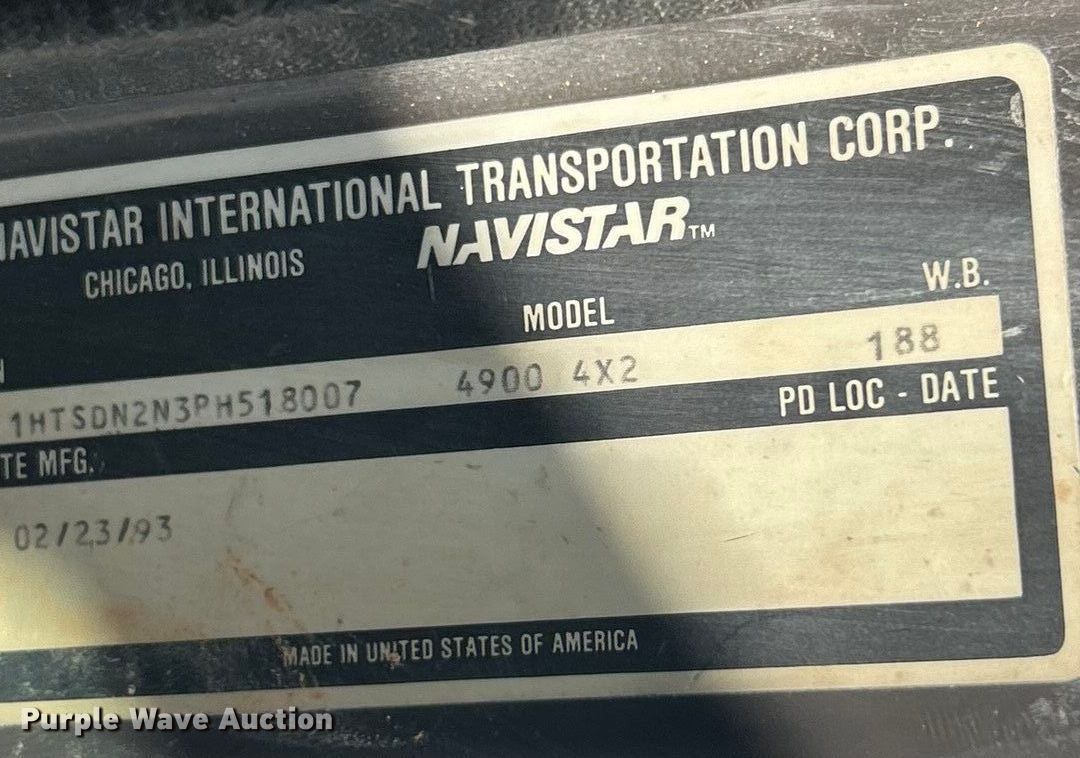 NAVISTAR INTERNATIONAL TRANSPORTATION CORP.
CHICAGO, ILLINOIS
NAVISTAR™
MODEL
W.B.
1HTSDN2N3PH518007 4900 4X2 188
TE MFG.
PD LOC - DATE
02/23/93
MADE IN UNITED STATES OF AMERICA
Purple Wave Auction